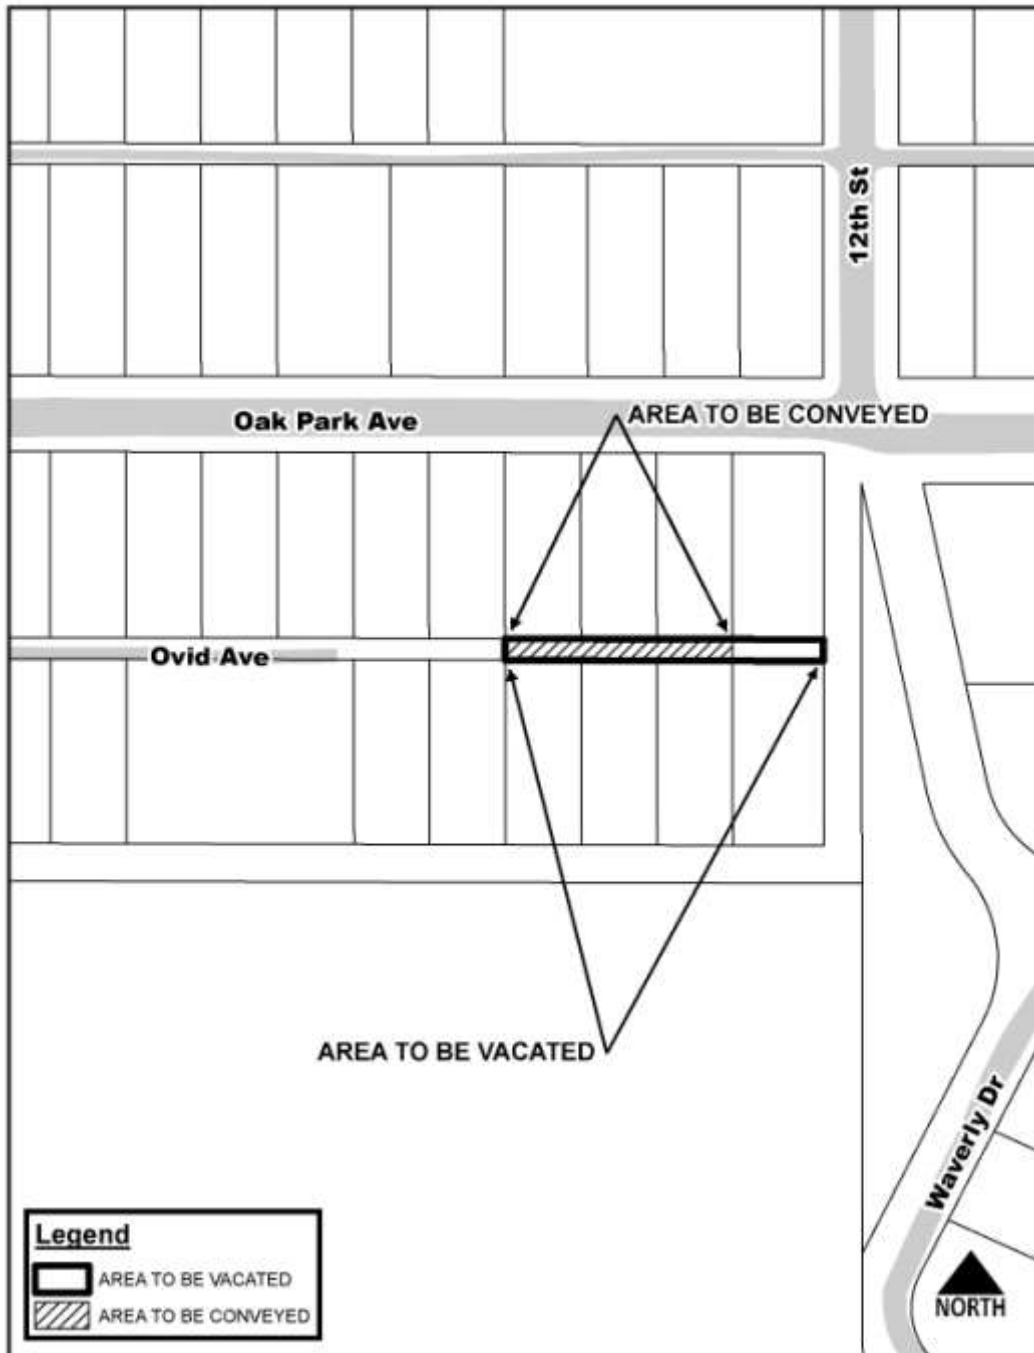 12th St
Oak Park Ave
AREA TO BE CONVEYED
Ovid Ave
AREA TO BE VACATED
Waverly Dr
Legend
AREA TO BE VACATED
AREA TO BE CONVEYED
NORTH